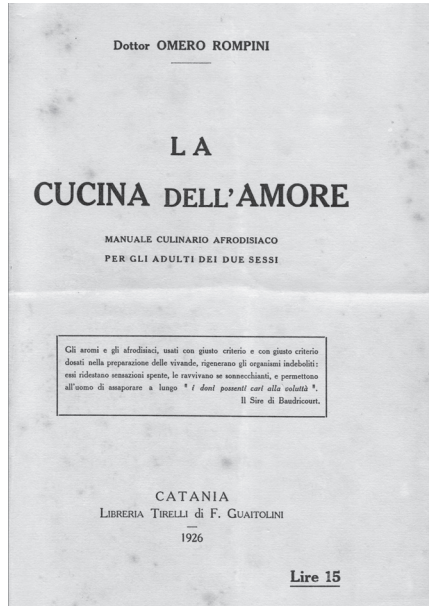 Dottor OMERO ROMPINI
LA
CUCINA DELL'AMORE
MANUALE CULINARIO AFRODISIACO
PER GLI ADULTI DEI DUE SESSI
Gli aromi e gli afrodisiaci, usati con giusto criterio e con giusto criterio
dosati nella preparazione delle vivande, rigenerano gli organismi indeboliti:
essi ridestano sensazioni spente, le ravvivano se sonnecchianti, e permettono
all'uomo di assaporare a lungo " i doni possenti cari alla voluttà ".
Il Sire di Baudricourt.
CATANIA
LIBRERIA TIRELLI di F. GUAITOLINI
1926
Lire 15